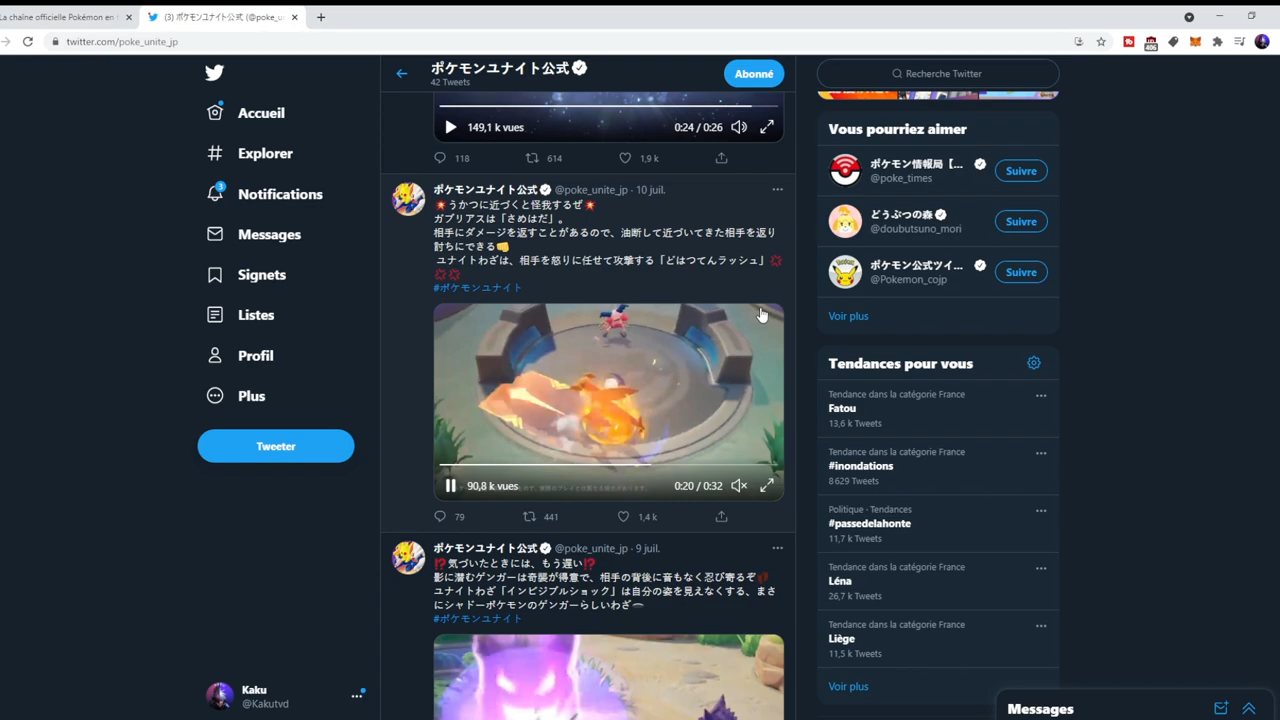 La chaîne officielle Pokémon en
(3) ポケモンユナイト公式 (@poke_u
twitter.com/poke_unite_jp
406
Accueil
Explorer
3
Notifications
Messages
Signets
Listes
Profil
Plus
Tweeter
Kaku
@Kakutvd
ポケモンユナイト公式
42 Tweets
Abonné
149,1 k vues
0:24 / 0:26
118
614
1,9 k
ポケモンユナイト公式 @poke_unite_jp · 10 juil.
💥うかつに近づくと怪我するぜ💥
ガブリアスは「さめはだ」。
相手にダメージを返すことがあるので、油断して近づいてきた相手を返り
討ちにできる👊
ユナイトわざは、相手を怒りに任せて攻撃する「どはつてんラッシュ」💢
💢💢
#ポケモンユナイト
90,8 k vues
0:20 / 0:32
79
441
1,4 k
ポケモンユナイト公式 @poke_unite_jp · 9 juil.
⁉️気づいたときには、もう遅い⁉️
影に潜むゲンガーは奇襲が得意で、相手の背後に音もなく忍び寄るぞ👣
ユナイトわざ「インビジブルショック」は自分の姿を見えなくする、まさ
にシャドーポケモンのゲンガーらしいわざ🕳
#ポケモンユナイト
Recherche Twitter
Vous pourriez aimer
ポケモン情報局【...
@poke_times
Suivre
どうぶつの森
@doubutsuno_mori
Suivre
ポケモン公式ツイ...
@Pokemon_cojp
Suivre
Voir plus
Tendances pour vous
Tendance dans la catégorie France
Fatou
13,6 k Tweets
Tendance dans la catégorie France
#inondations
8 629 Tweets
Politique · Tendances
#passedelahonte
11,7 k Tweets
Tendance dans la catégorie France
Léna
26,7 k Tweets
Tendance dans la catégorie France
Liège
11,5 k Tweets
Voir plus
Messages